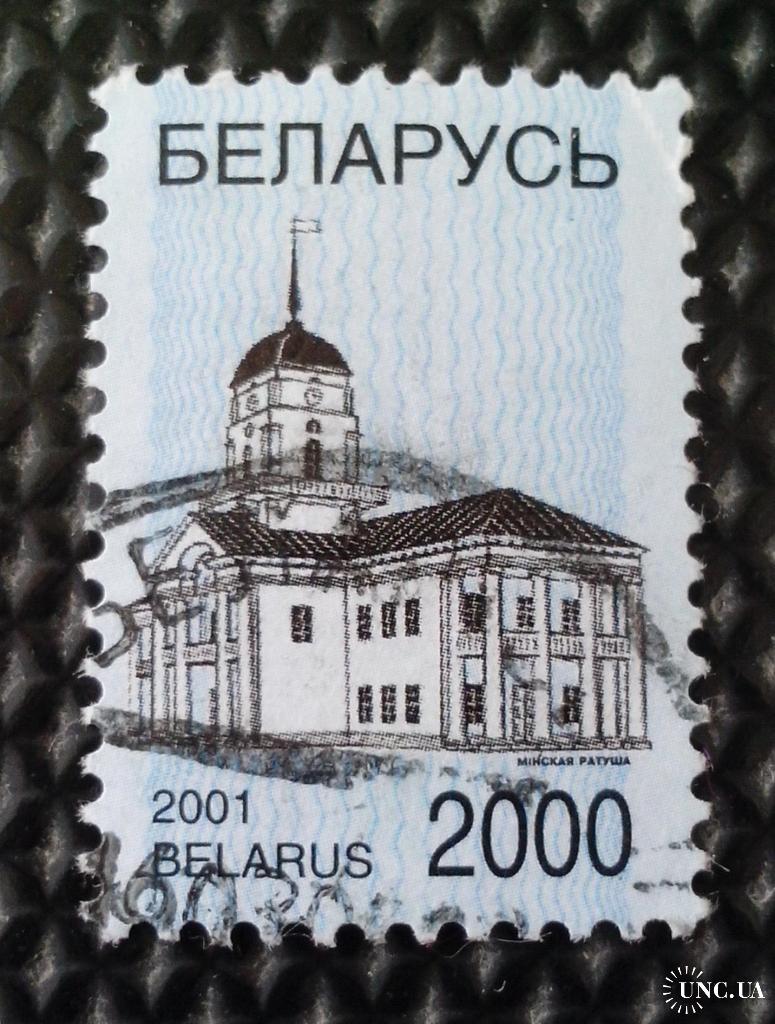 БЕЛАРУСЬ
МІНСКАЯ РАТУША
2001
BELARUS
2000
UNC.UA